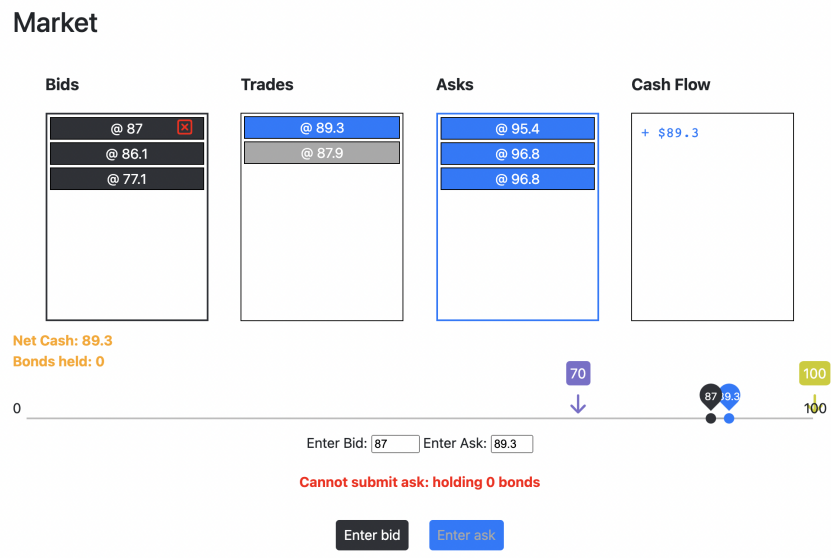 Market
Bids
Trades
Asks
Cash Flow
@ 87
@ 86.1
@ 77.1
@ 89.3
@ 87.9
@ 95.4
@ 96.8
@ 96.8
+ $89.3
Net Cash: 89.3
Bonds held: 0
70
100
87
89.3
0
100
Enter Bid: 87 Enter Ask: 89.3
Cannot submit ask: holding 0 bonds
Enter bid
Enter ask